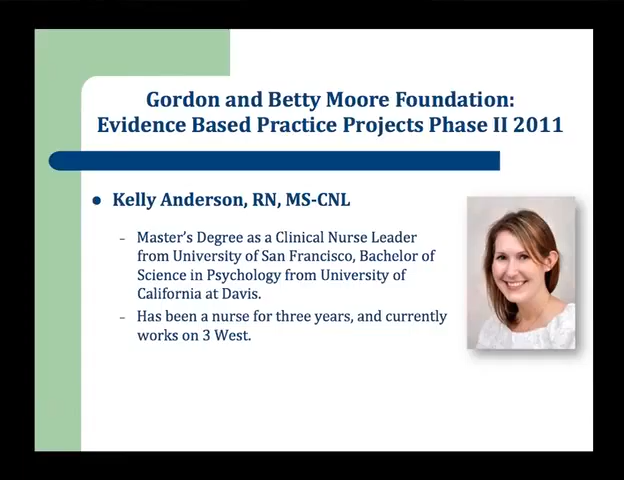 Gordon and Betty Moore Foundation:
Evidence Based Practice Projects Phase II 2011
Kelly Anderson, RN, MS-CNL
Master's Degree as a Clinical Nurse Leader
from University of San Francisco, Bachelor of
Science in Psychology from University of
California at Davis.
Has been a nurse for three years, and currently
works on 3 West.